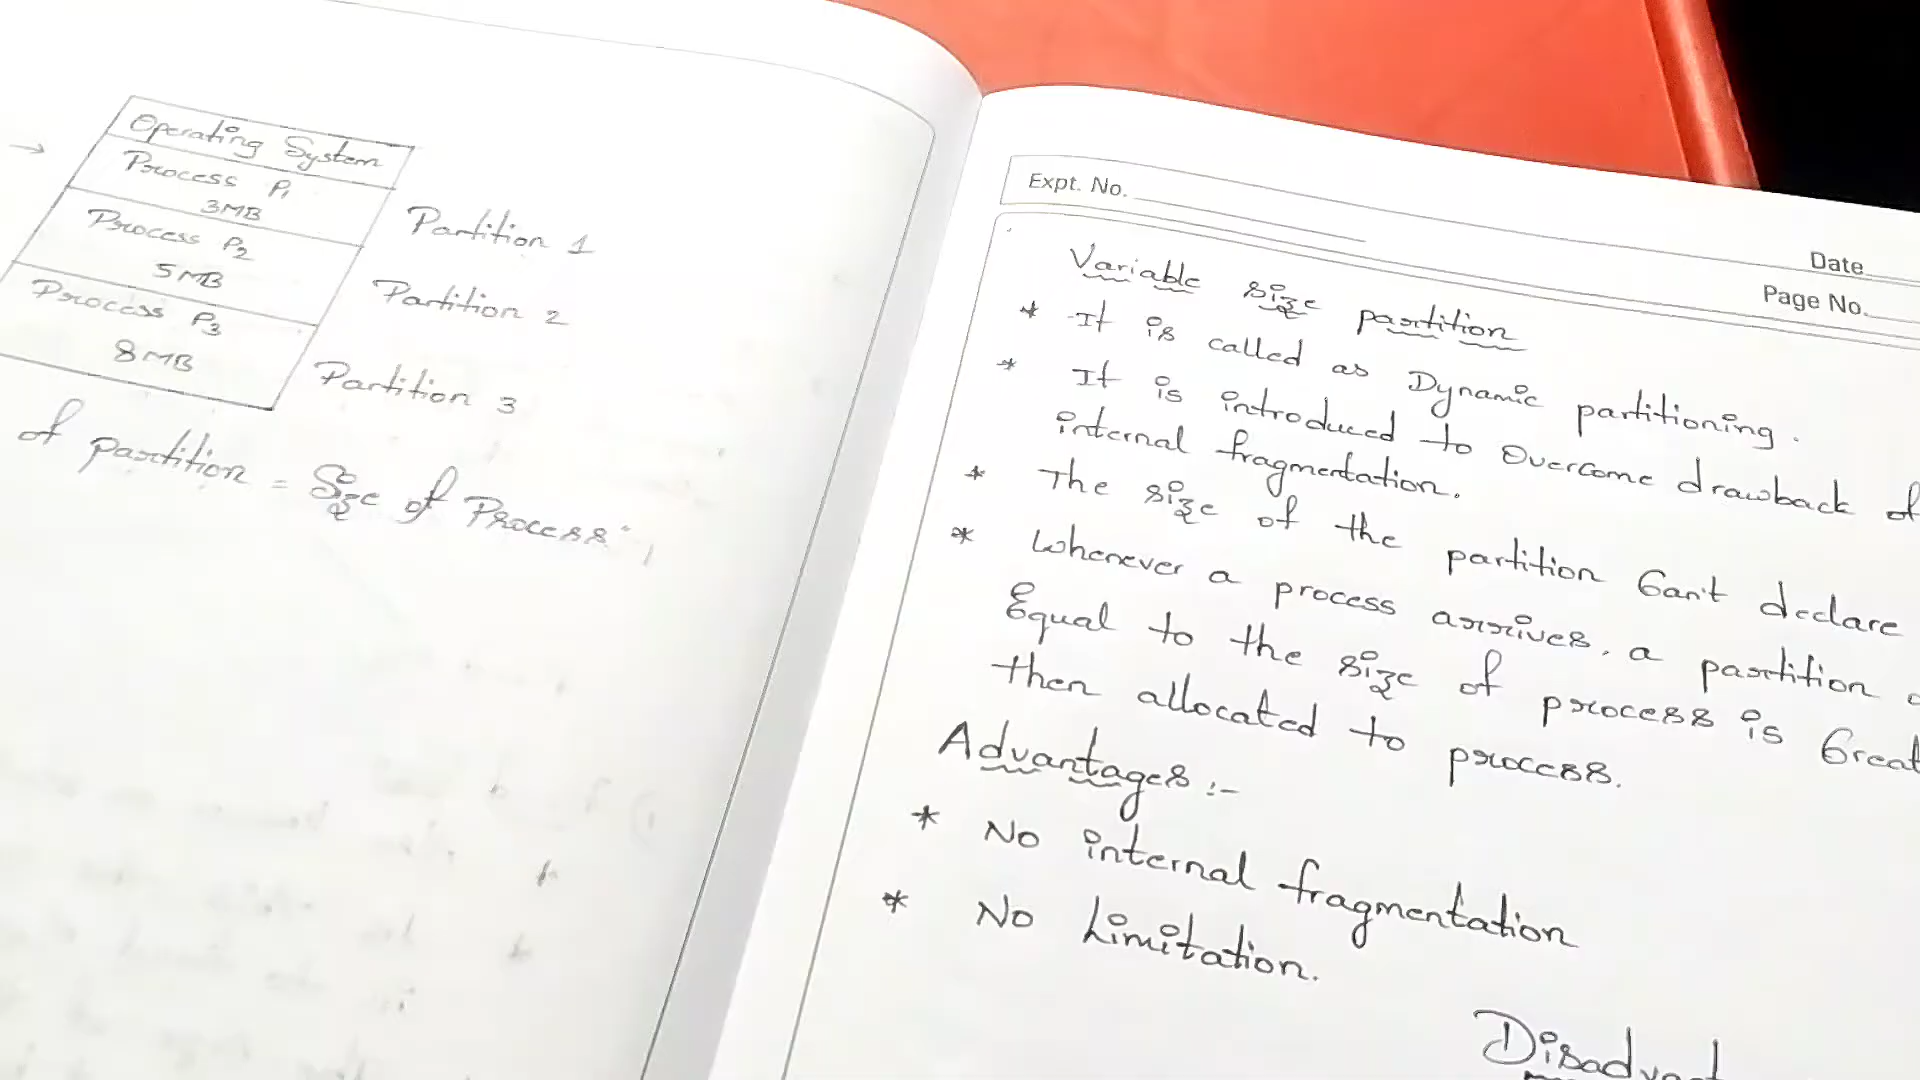 → Operating System
Process P1
3MB
Partition 1
Process P2
5MB
Partition 2
Process P3
8MB
Partition 3
of partition = Size of Process"
Expt. No.
Date
Page No.
Variable size partition
* It is called as Dynamic partitioning.
* It is introduced to overcome drawback of
internal fragmentation.
* The size of the partition Can't declare
* Whenever a process arrives, a partition
Equal to the size of process is Creat
then allocated to process.
Advantages :-
* No internal fragmentation
* No Limitation.
Disadvant